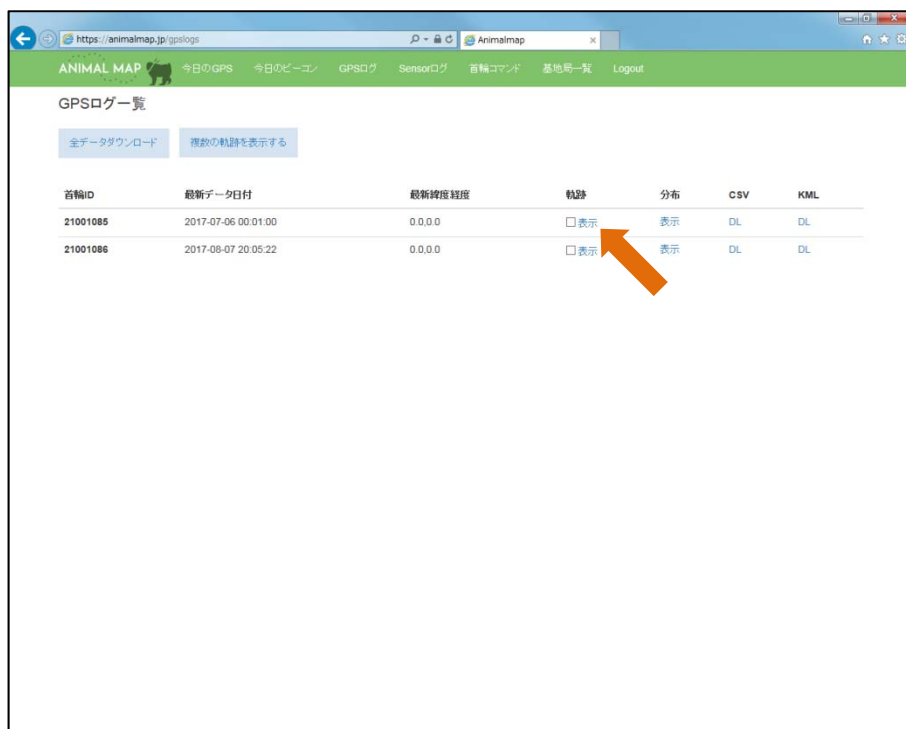 https://animalmap.jp/gpslogs
Animalmap
ANIMAL MAP 今日のGPS 今日のビーコン GPSログ Sensorログ 首輪コマンド 基地局一覧 Logout
GPSログ一覧
全データダウンロード 複数の軌跡を表示する
首輪ID 最新データ日付 最新緯度経度 軌跡 分布 CSV KML
21001085 2017-07-06 00:01:00 0.0,0.0 表示 表示 DL DL
21001086 2017-08-07 20:05:22 0.0,0.0 表示 表示 DL DL